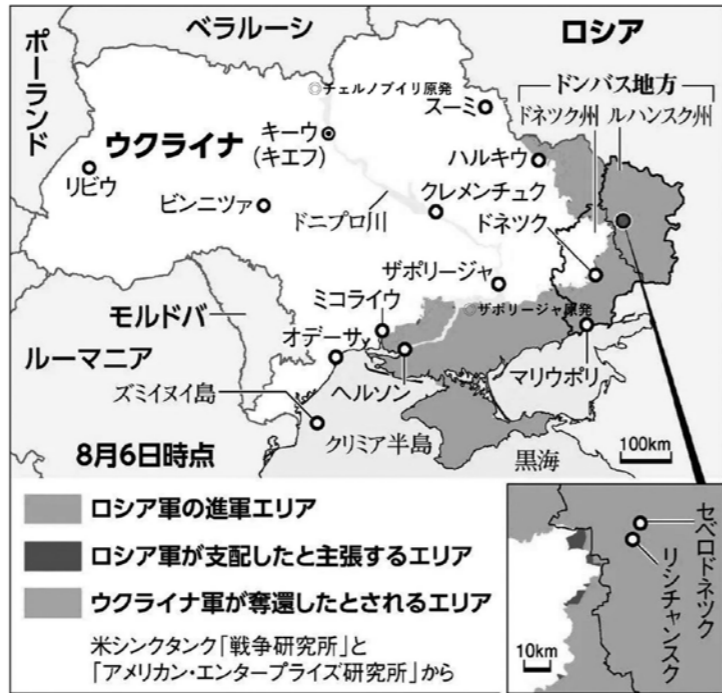 ベラルーシ
ロシア
ポーランド
チェルノブイリ原発
ドンバス地方
ドネツク州
ルハンスク州
スーミ
ウクライナ
キーウ
(キエフ)
ハルキウ
リビウ
ビンニツァ
ドニプロ川
クレメンチュク
ドネツク
ザポリージャ
ミコライウ
ザポリージャ原発
モルドバ
オデーサ
ルーマニア
ヘルソン
マリウポリ
ズミイヌイ島
クリミア半島
100km
黒海
8月6日時点
ロシア軍の進軍エリア
ロシア軍が支配したと主張するエリア
ウクライナ軍が奪還したとされるエリア
米シンクタンク「戦争研究所」と
「アメリカン・エンタープライズ研究所」から
セベロドネツク
リシチャンスク
10km